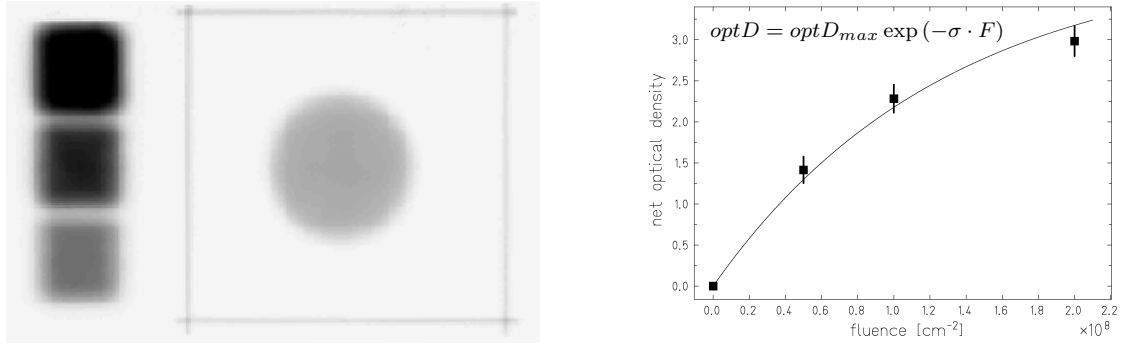 optD = optD_max exp (−σ · F)
net optical density
3.0
2.5
2.0
1.5
1.0
0.5
0.0
0.0 0.2 0.4 0.6 0.8 1.0 1.2 1.4 1.6 1.8 2.0 2.2
fluence [cm⁻²] ×10⁸